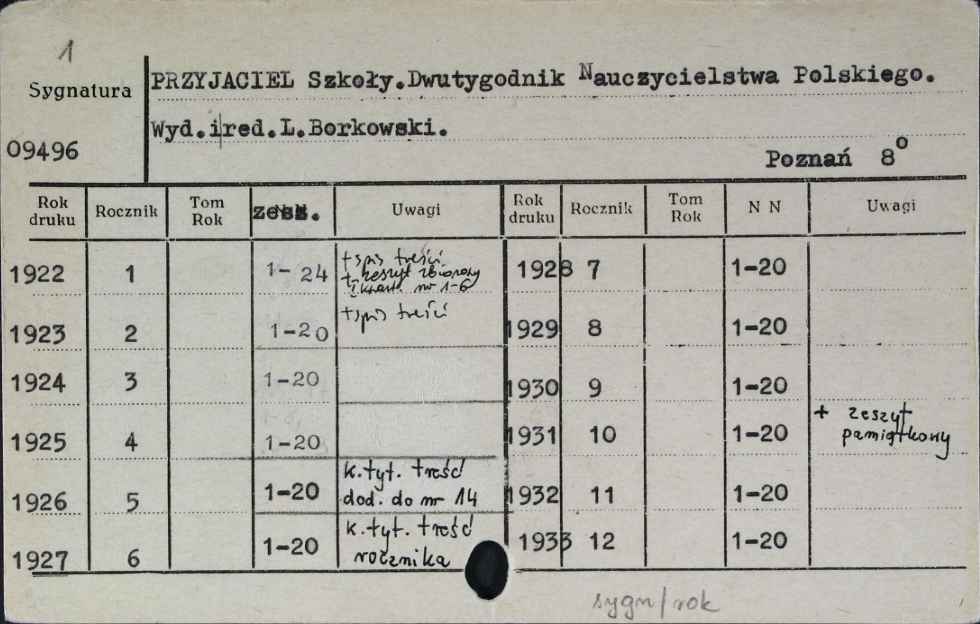 1
Sygnatura
PRZYJACIEL Szkoły.Dwutygodnik Nauczycielstwa Polskiego.
Wyd.i red.L.Borkowski.
09496
Poznań 8°
Rok druku Rocznik Tom Rok zesz. Uwagi Rok druku Rocznik Tom Rok N N Uwagi
1922 1 1-24 + spis treści 1928 7 1-20
+ zeszyt zbiorowy
nr 1-6
1923 2 1-20 + spis treści 1929 8 1-20
1924 3 1-20 1930 9 1-20
1925 4 1-20 1931 10 1-20 + zeszyt
pamiątkowy
1926 5 1-20 k. tyt. treść 1932 11 1-20
dod. do nr 14
1927 6 1-20 k. tyt. treść 1933 12 1-20
rocznika
sygn/rok